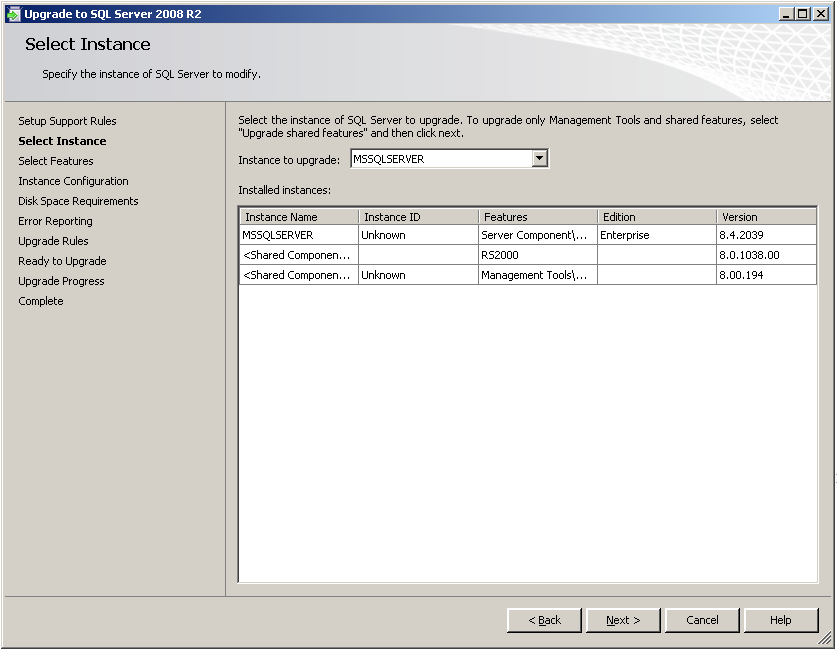 Upgrade to SQL Server 2008 R2
Select Instance
Specify the instance of SQL Server to modify.
Setup Support Rules
Select Instance
Select Features
Instance Configuration
Disk Space Requirements
Error Reporting
Upgrade Rules
Ready to Upgrade
Upgrade Progress
Complete
Select the instance of SQL Server to upgrade. To upgrade only Management Tools and shared features, select
"Upgrade shared features" and then click next.
Instance to upgrade: MSSQLSERVER
Installed instances:
Instance Name Instance ID Features Edition Version
MSSQLSERVER Unknown Server Component\... Enterprise 8.4.2039
<Shared Componen... RS2000 8.0.1038.00
<Shared Componen... Unknown Management Tools\... 8.00.194
< Back Next > Cancel Help